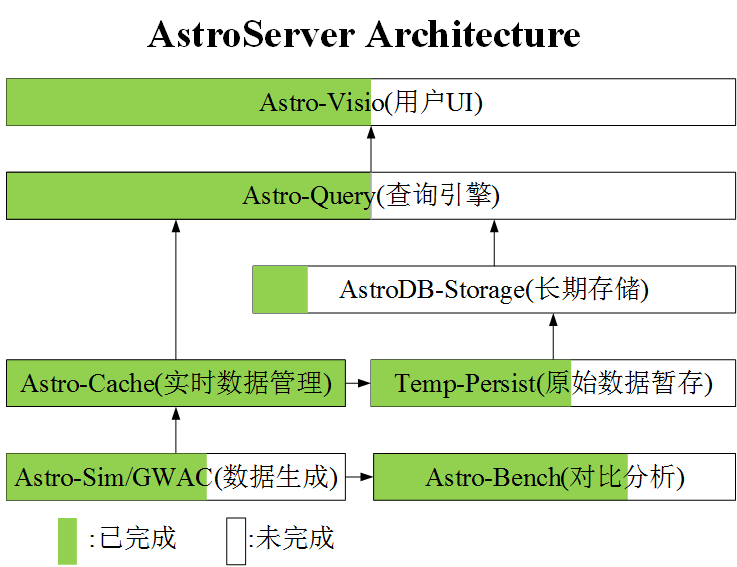 AstroServer Architecture
Astro-Visio(用户UI)
Astro-Query(查询引擎)
AstroDB-Storage(长期存储)
Astro-Cache(实时数据管理)
Temp-Persist(原始数据暂存)
Astro-Sim/GWAC(数据生成)
Astro-Bench(对比分析)
:已完成
:未完成